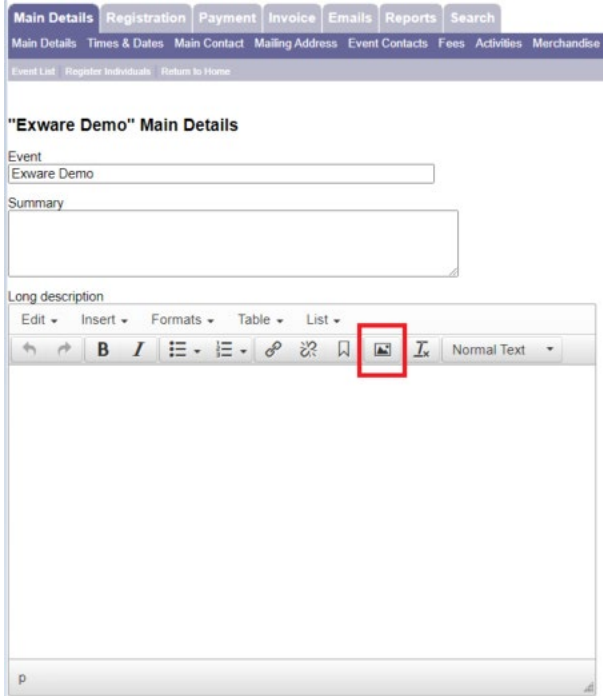 Main Details Registration Payment Invoice Emails Reports Search
Main Details Times & Dates Main Contact Mailing Address Event Contacts Fees Activities Merchandise
Event List Register Individuals Return to Home
"Exware Demo" Main Details
Event
Exware Demo
Summary
Long description
Edit Insert Formats Table List
B I Normal Text
p